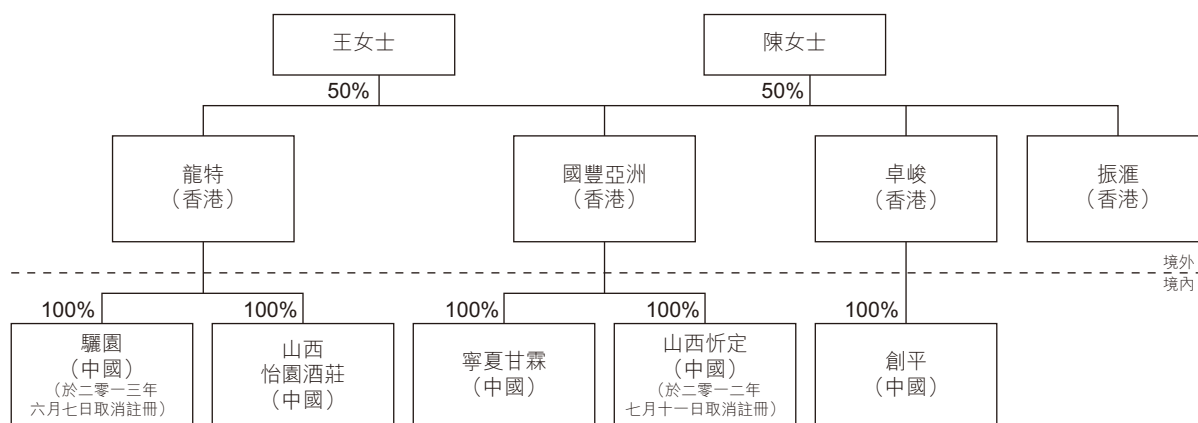 王女士
陳女士
50%
50%
龍特
(香港)
國豐亞洲
(香港)
卓峻
(香港)
振滙
(香港)
境外
境內
100%
100%
100%
100%
100%
驪園
(中國)
(於二零一三年
六月七日取消註冊)
山西
怡園酒莊
(中國)
寧夏甘霖
(中國)
山西忻定
(中國)
(於二零一二年
七月十一日取消註冊)
創平
(中國)